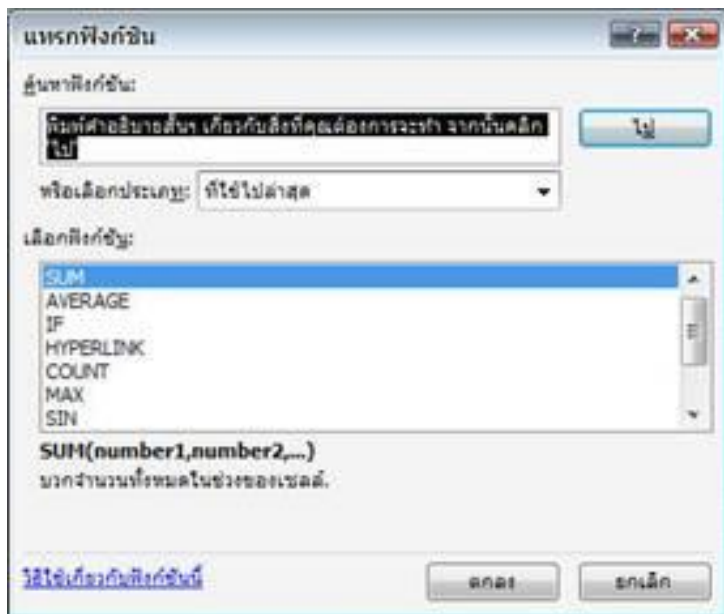 แทรกฟังก์ชัน
ค้นหาฟังก์ชัน:
พิมพ์คำอธิบายสั้นๆ เกี่ยวกับสิ่งที่คุณต้องการจะทำ จากนั้นคลิก
'ไป'
ไป
หรือเลือกประเภท: ที่ใช้ไปล่าสุด
เลือกฟังก์ชัน:
SUM
AVERAGE
IF
HYPERLINK
COUNT
MAX
SIN
SUM(number1,number2,...)
บวกจำนวนทั้งหมดในช่วงของเซลล์.
วิธีใช้เกี่ยวกับฟังก์ชันนี้
ตกลง
ยกเลิก